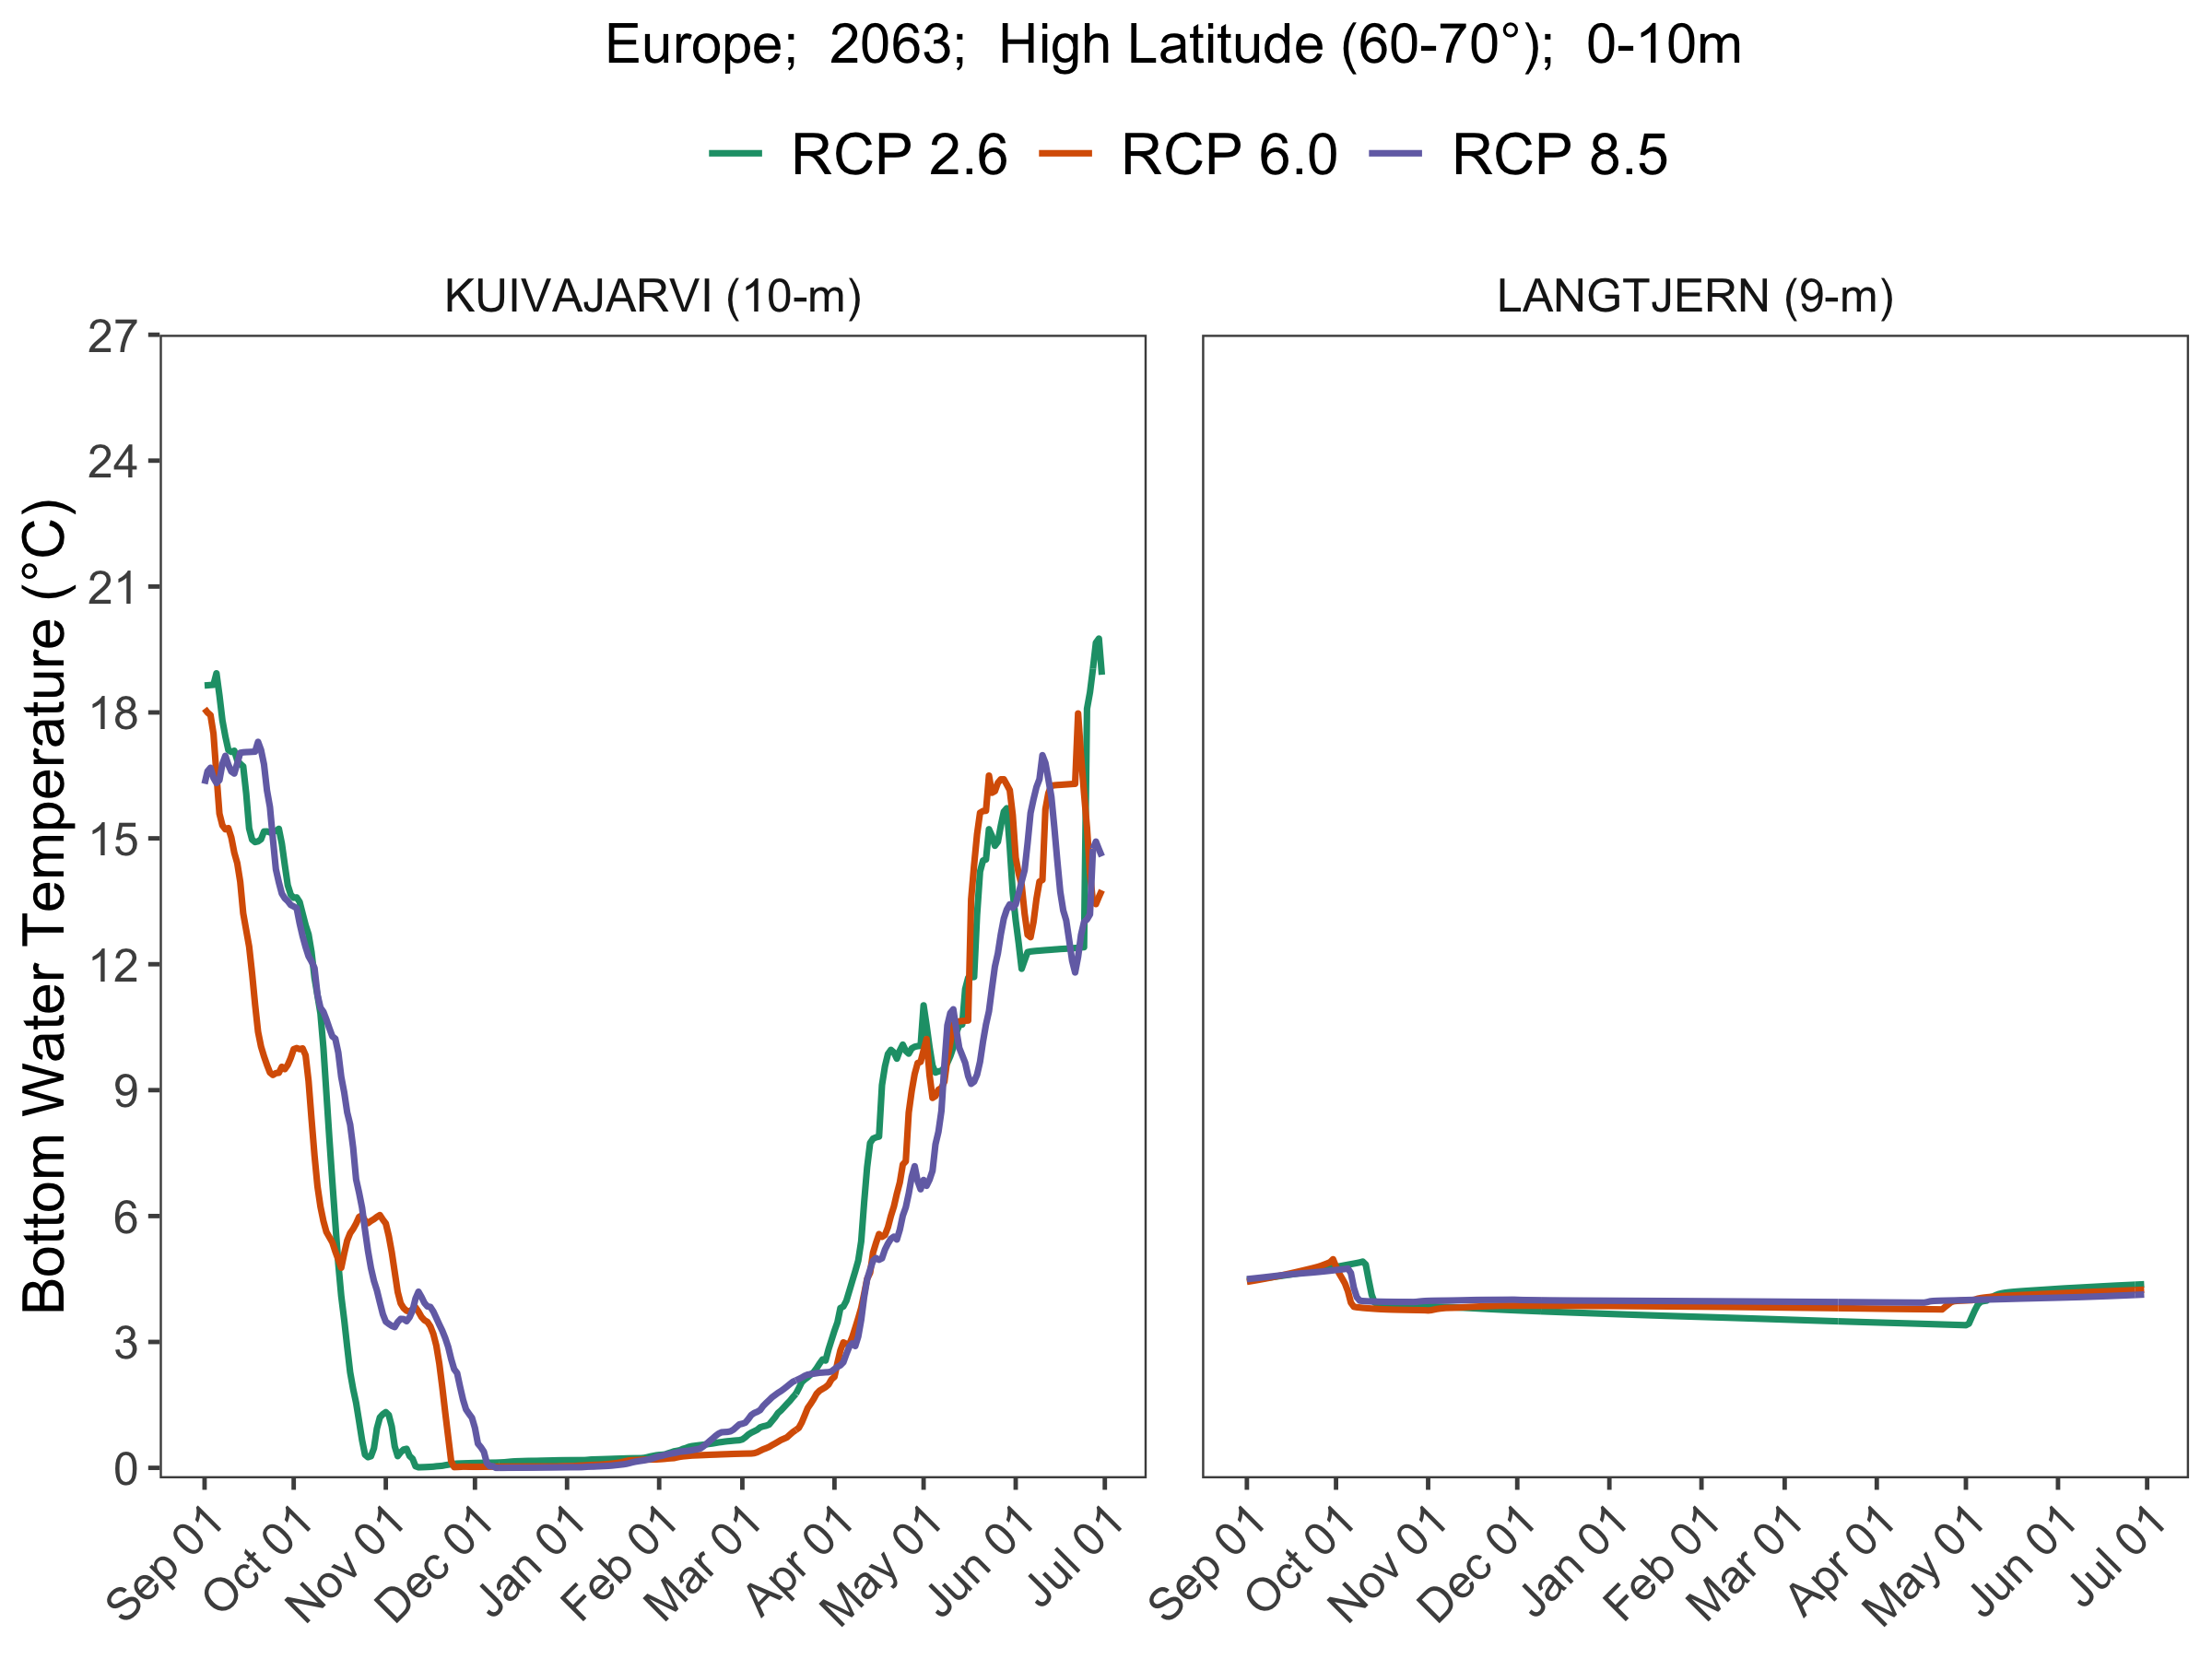 Europe;  2063;  High Latitude (60-70°);  0-10m
RCP 2.6  RCP 6.0  RCP 8.5
KUIVAJARVI (10-m)
LANGTJERN (9-m)
Bottom Water Temperature (°C)
27
24
21
18
15
12
9
6
3
0
Sep 01
Oct 01
Nov 01
Dec 01
Jan 01
Feb 01
Mar 01
Apr 01
May 01
Jun 01
Jul 01
Sep 01
Oct 01
Nov 01
Dec 01
Jan 01
Feb 01
Mar 01
Apr 01
May 01
Jun 01
Jul 01